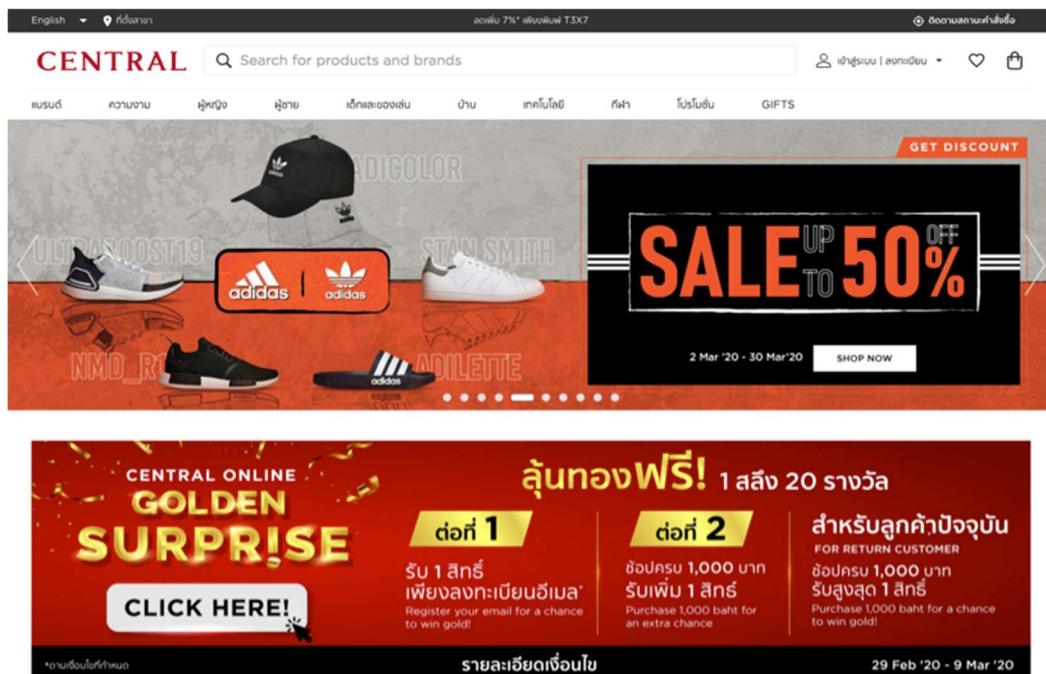 English
ที่ตั้งสาขา
ลดเพิ่ม 7%* เพียงพิมพ์ T3X7
ติดตามสถานะคำสั่งซื้อ
CENTRAL
Search for products and brands
เข้าสู่ระบบ | ลงทะเบียน
แบรนด์ ความงาม ผู้หญิง ผู้ชาย เด็กและของเล่น บ้าน เทคโนโลยี กีฬา โปรโมชั่น GIFTS
GET DISCOUNT
ADICOLOR
adidas
ULTRABOOST19
STAN SMITH
adidas | adidas
NMD_R1
ADILETTE
adidas
SALE UP TO 50% OFF
2 Mar '20 - 30 Mar'20
SHOP NOW
CENTRAL ONLINE
GOLDEN
SURPRISE
CLICK HERE!
ลุ้นทองฟรี! 1 สลึง 20 รางวัล
ต่อที่ 1
รับ 1 สิทธิ์
เพียงลงทะเบียนอีเมล*
Register your email for a chance
to win gold!
ต่อที่ 2
ช้อปครบ 1,000 บาท
รับเพิ่ม 1 สิทธ์
Purchase 1,000 baht for
an extra chance
สำหรับลูกค้าปัจจุบัน
FOR RETURN CUSTOMER
ช้อปครบ 1,000 บาท
รับสูงสุด 1 สิทธ์
Purchase 1,000 baht for a chance
to win gold!
*ตามเงื่อนไขที่กำหนด
รายละเอียดเงื่อนไข
29 Feb '20 - 9 Mar '20